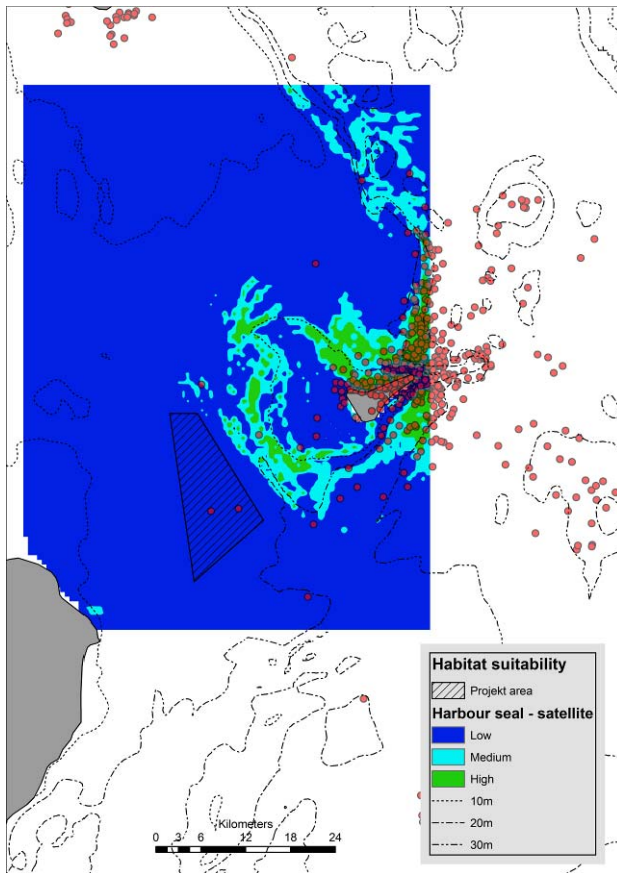 Habitat suitability
Projekt area
Harbour seal - satellite
Low
Medium
High
10m
20m
30m
Kilometers
0 3 6 12 18 24